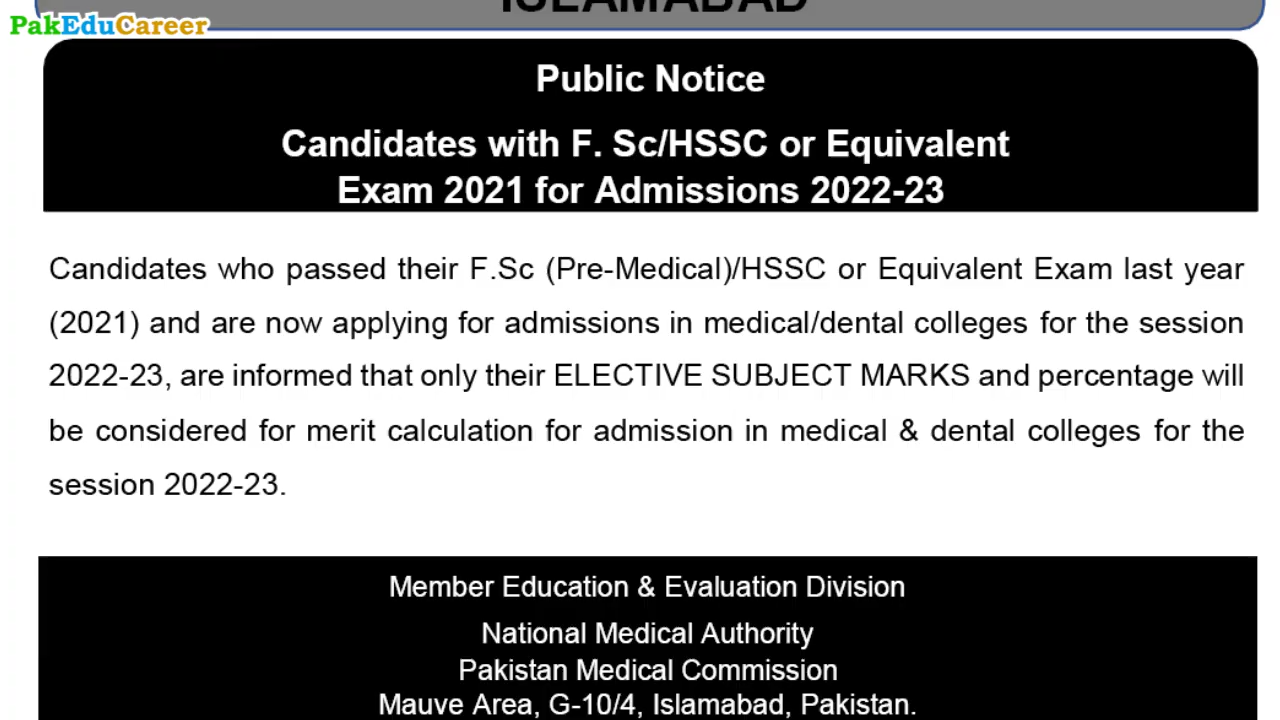 ISLAMABAD
PakEduCareer
Public Notice
Candidates with F. Sc/HSSC or Equivalent
Exam 2021 for Admissions 2022-23
Candidates who passed their F.Sc (Pre-Medical)/HSSC or Equivalent Exam last year
(2021) and are now applying for admissions in medical/dental colleges for the session
2022-23, are informed that only their ELECTIVE SUBJECT MARKS and percentage will
be considered for merit calculation for admission in medical & dental colleges for the
session 2022-23.
Member Education & Evaluation Division
National Medical Authority
Pakistan Medical Commission
Mauve Area, G-10/4, Islamabad, Pakistan.